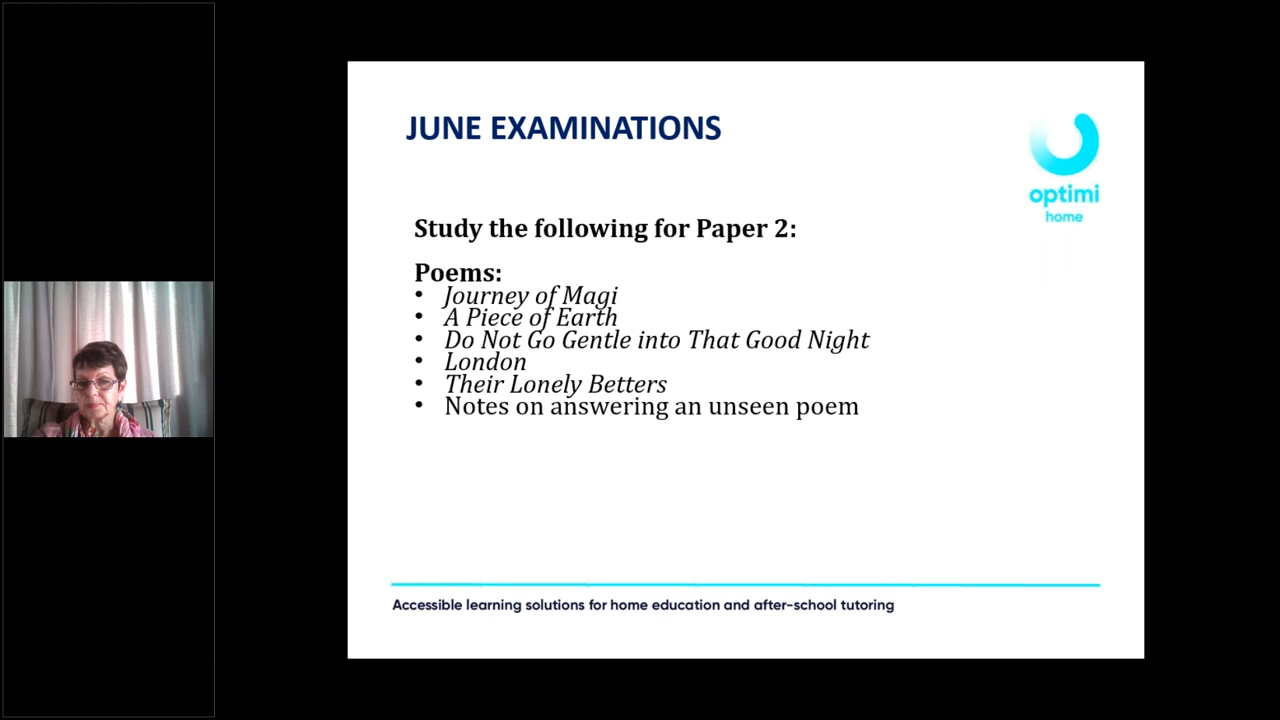 JUNE EXAMINATIONS
optimi
home
Study the following for Paper 2:
Poems:
• Journey of Magi
• A Piece of Earth
• Do Not Go Gentle into That Good Night
• London
• Their Lonely Betters
• Notes on answering an unseen poem
Accessible learning solutions for home education and after-school tutoring